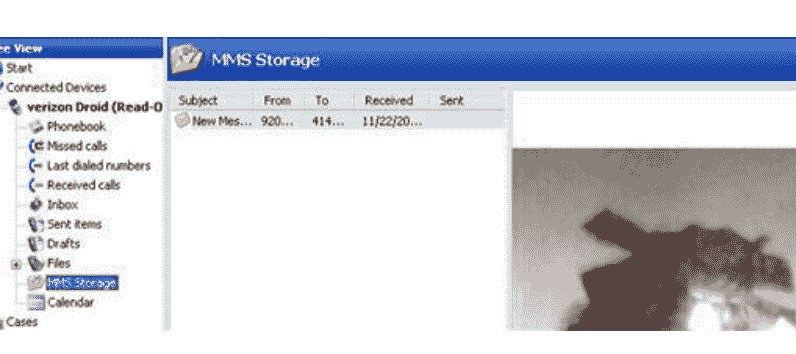 ee View
Start
Connected Devices
verizon Droid (Read-O
Phonebook
Missed calls
Last dialed numbers
Received calls
Inbox
Sent items
Drafts
Files
MMS Storage
Calendar
Cases
MMS Storage
Subject From To Received Sent
New Mes... 920... 414... 11/22/20...